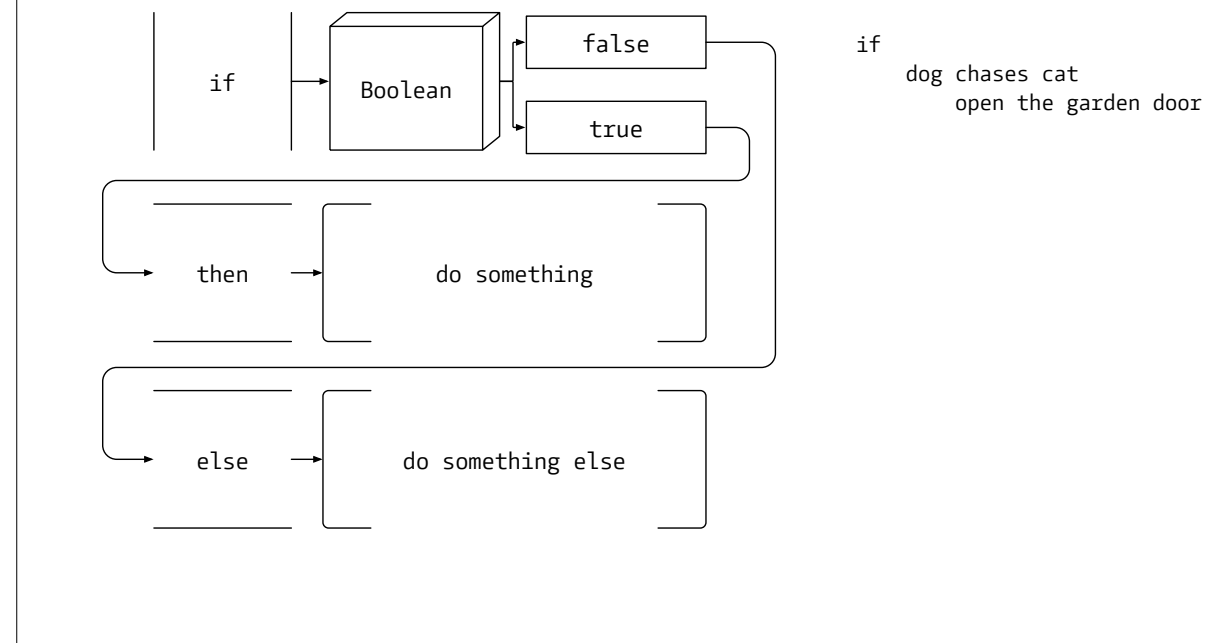 if
Boolean
false
true
then
do something
else
do something else
if
dog chases cat
open the garden door